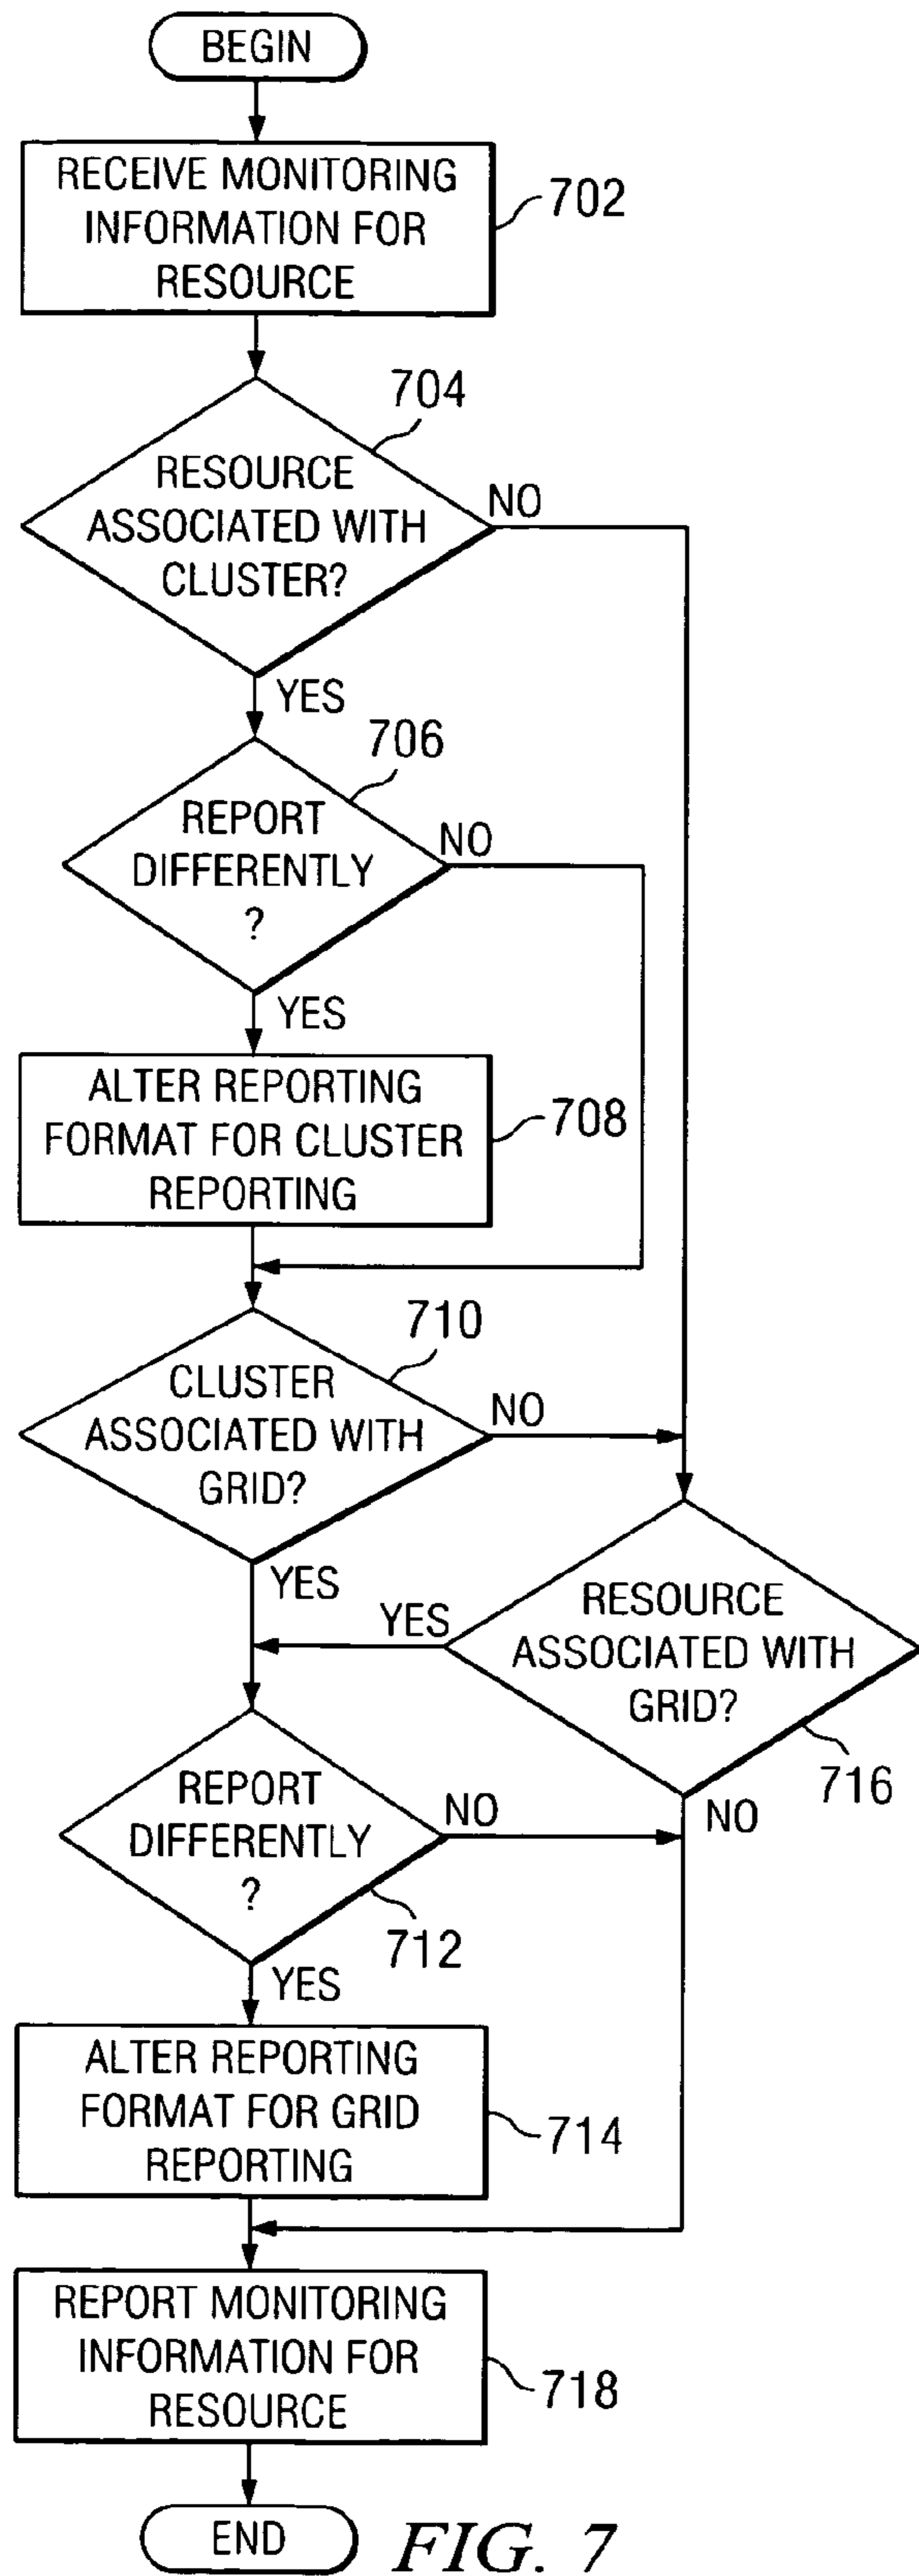 BEGIN
RECEIVE MONITORING
INFORMATION FOR
RESOURCE
702
704
RESOURCE
ASSOCIATED WITH
CLUSTER?
NO
YES
706
REPORT
DIFFERENTLY
?
NO
YES
ALTER REPORTING
FORMAT FOR CLUSTER
REPORTING
708
710
CLUSTER
ASSOCIATED WITH
GRID?
NO
YES
YES
RESOURCE
ASSOCIATED WITH
GRID?
716
NO
REPORT
DIFFERENTLY
?
NO
712
YES
ALTER REPORTING
FORMAT FOR GRID
REPORTING
714
REPORT MONITORING
INFORMATION FOR
RESOURCE
718
END
FIG. 7